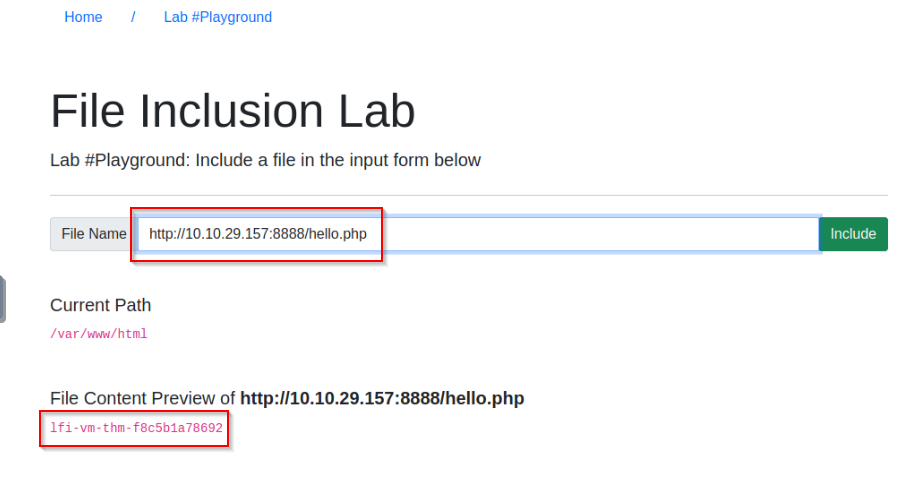 Home / Lab #Playground
File Inclusion Lab
Lab #Playground: Include a file in the input form below
File Name http://10.10.29.157:8888/hello.php Include
Current Path
/var/www/html
File Content Preview of http://10.10.29.157:8888/hello.php
lfi-vm-thm-f8c5b1a78692